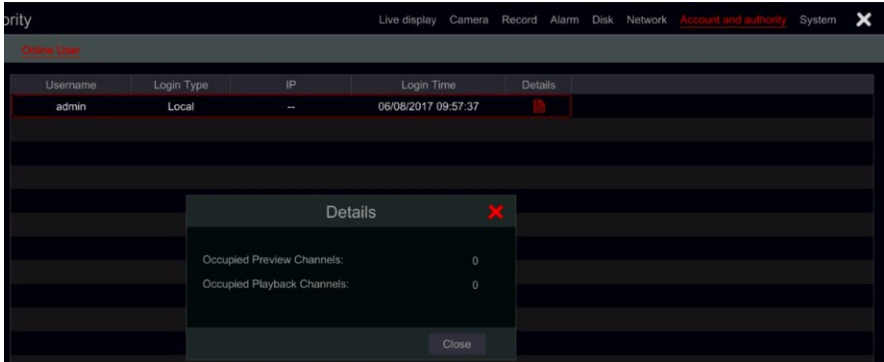 ority Live display Camera Record Alarm Disk Network Account and authority System
Online User
Username Login Type IP Login Time Details
admin Local -- 06/08/2017 09:57:37
Details
Occupied Preview Channels: 0
Occupied Playback Channels: 0
Close